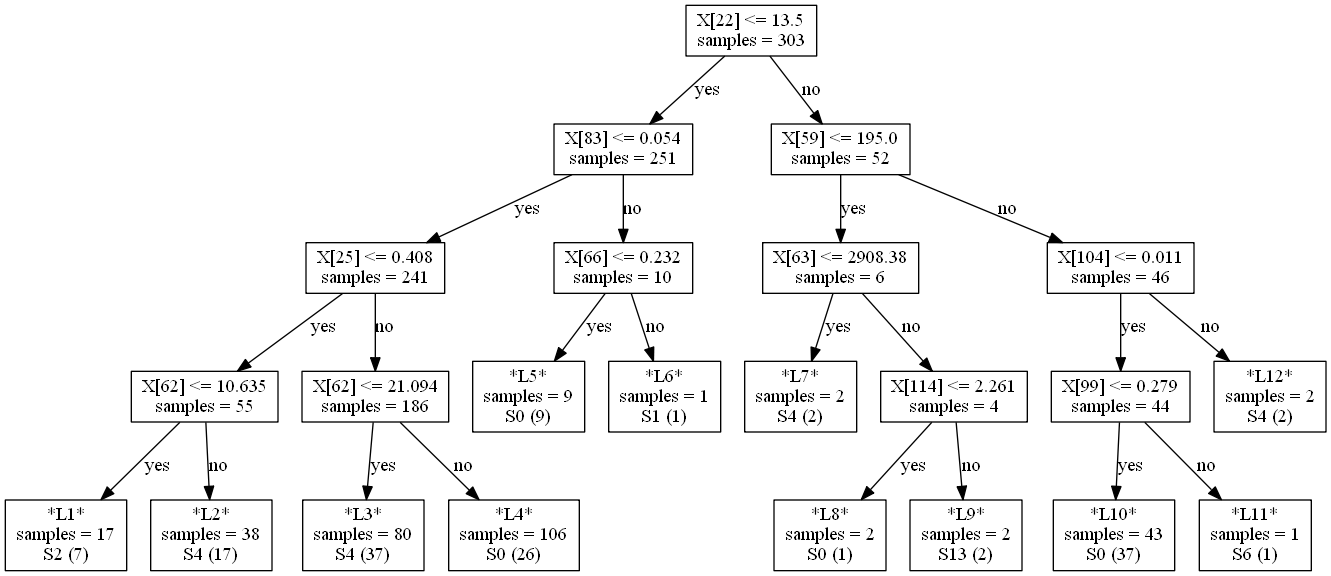 X[22] <= 13.5
samples = 303
yes
no
X[83] <= 0.054
samples = 251
X[59] <= 195.0
samples = 52
yes
no
yes
no
X[25] <= 0.408
samples = 241
X[66] <= 0.232
samples = 10
X[63] <= 2908.38
samples = 6
X[104] <= 0.011
samples = 46
yes
no
yes
no
yes
no
yes
no
X[62] <= 10.635
samples = 55
X[62] <= 21.094
samples = 186
*L5*
samples = 9
S0 (9)
*L6*
samples = 1
S1 (1)
*L7*
samples = 2
S4 (2)
X[114] <= 2.261
samples = 4
X[99] <= 0.279
samples = 44
*L12*
samples = 2
S4 (2)
yes
no
yes
no
yes
no
yes
no
*L1*
samples = 17
S2 (7)
*L2*
samples = 38
S4 (17)
*L3*
samples = 80
S4 (37)
*L4*
samples = 106
S0 (26)
*L8*
samples = 2
S0 (1)
*L9*
samples = 2
S13 (2)
*L10*
samples = 43
S0 (37)
*L11*
samples = 1
S6 (1)